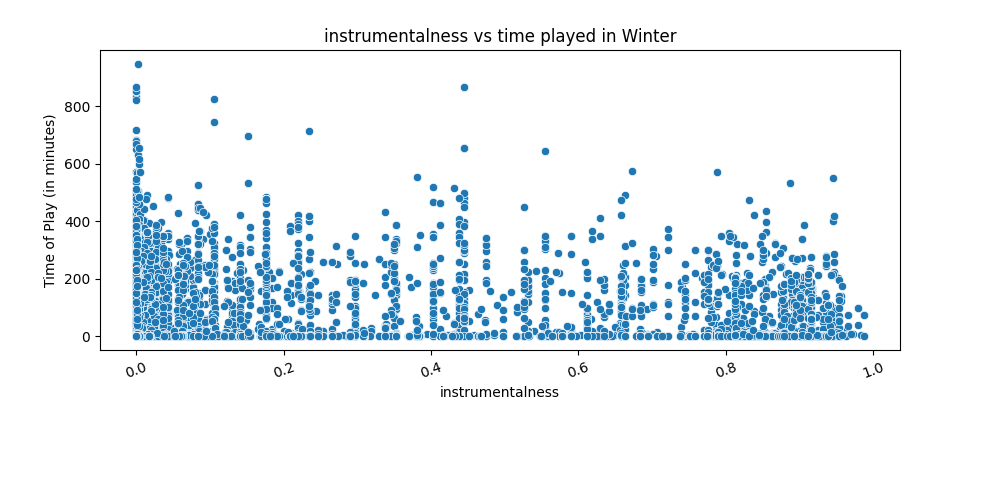 instrumentalness vs time played in Winter
Time of Play (in minutes)
800
600
400
200
0
0.0 0.2 0.4 0.6 0.8 1.0
instrumentalness